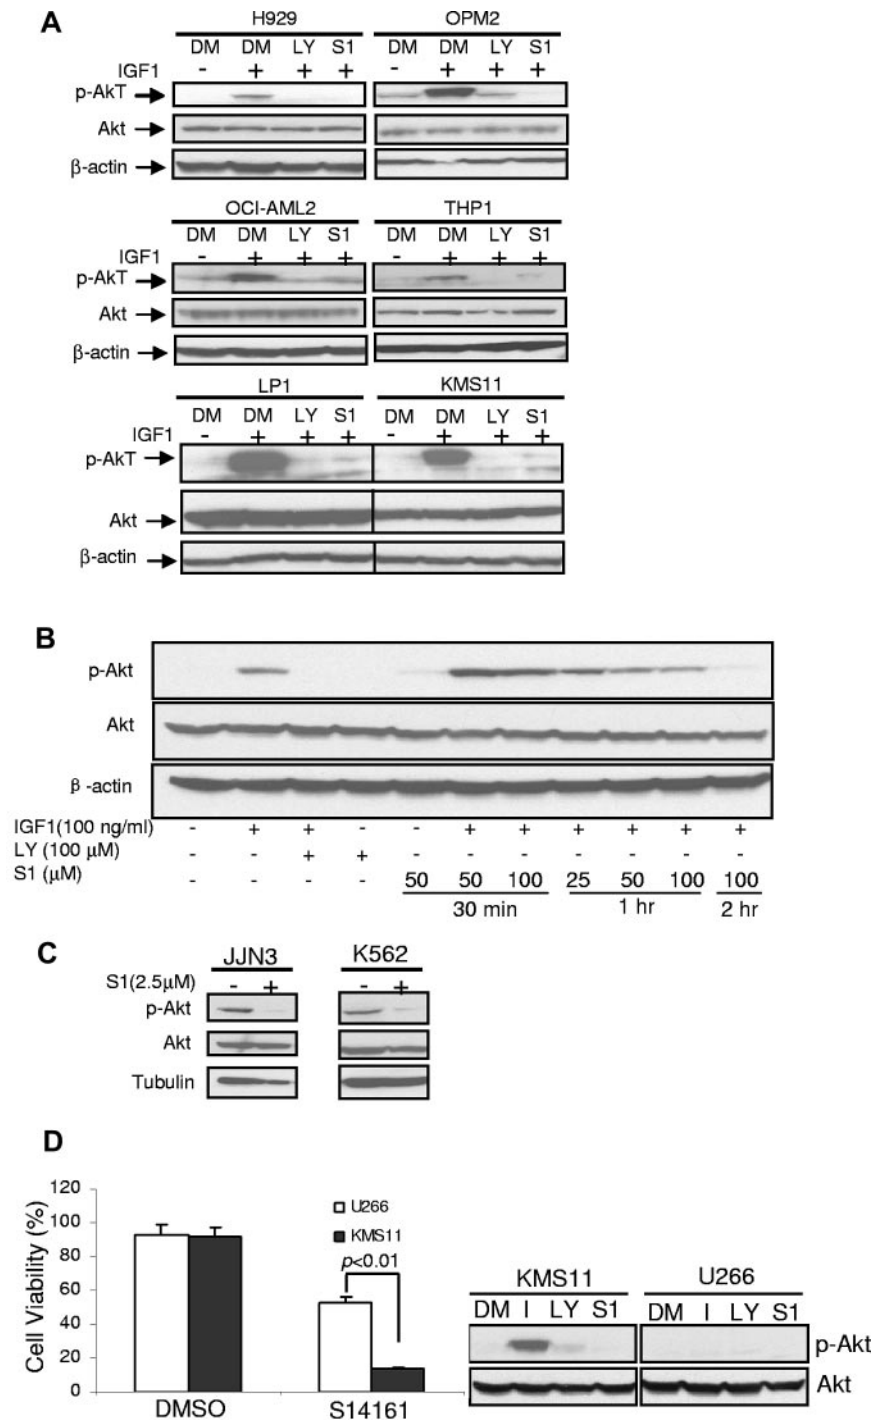 A
H929 OPM2
DM DM LY S1 DM DM LY S1
IGF1 - + + + - + + +
p-AkT
Akt
β-actin
OCI-AML2 THP1
DM DM LY S1 DM DM LY S1
IGF1 - + + + - + + +
p-AkT
Akt
β-actin
LP1 KMS11
DM DM LY S1 DM DM LY S1
IGF1 - + + + - + + +
p-AkT
Akt
β-actin
B
p-Akt
Akt
β -actin
IGF1(100 ng/ml) - + + - - + + + + + +
LY (100 μM) - - + + - - - - - - -
S1 (μM) - - - - 50 50 100 25 50 100 100
30 min 1 hr 2 hr
C
JJN3 K562
S1(2.5μM) - + - +
p-Akt
Akt
Tubulin
D
120
100
80
60
40
20
0
Cell Viability (%)
U266
KMS11
p<0.01
DMSO S14161
KMS11 U266
DM I LY S1 DM I LY S1
p-Akt
Akt